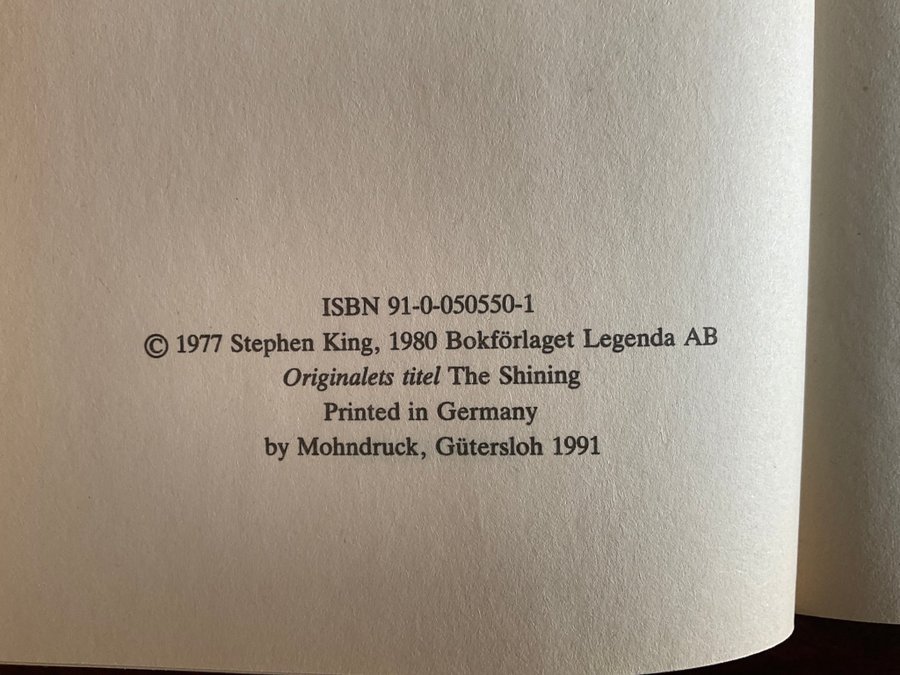 ISBN 91-0-050550-1
© 1977 Stephen King, 1980 Bokförlaget Legenda AB
Originalets titel The Shining
Printed in Germany
by Mohndruck, Gütersloh 1991